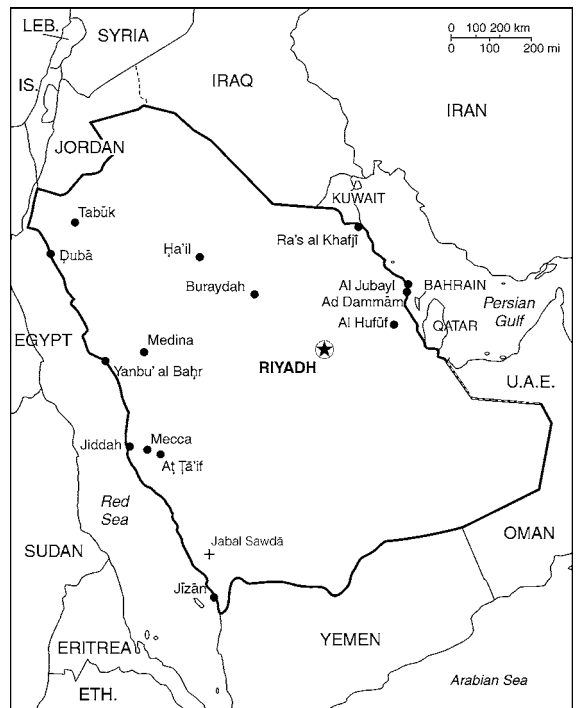 LEB.
SYRIA
0 100 200 km
0 100 200 mi
IRAQ
IS.
IRAN
JORDAN
KUWAIT
Tabūk
Ra's al Khafjī
Ḍubā
Ḥa'il
Al Jubayl
BAHRAIN
Buraydah
Ad Dammām
Persian
Gulf
Al Hufūf
QATAR
EGYPT
Medina
RIYADH
Yanbu' al Baḥr
U.A.E.
Jiddah
Mecca
Aṭ Ṭā'if
Red
Sea
OMAN
SUDAN
Jabal Sawdā
Jīzān
YEMEN
ERITREA
Arabian Sea
ETH.